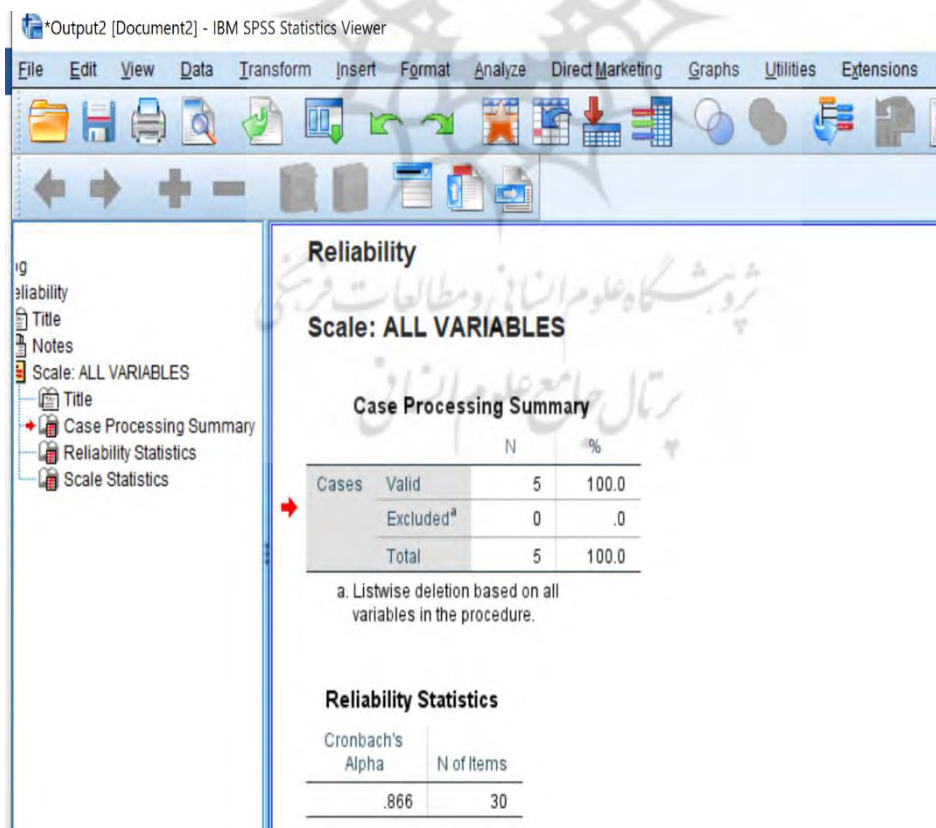 *Output2 [Document2] - IBM SPSS Statistics Viewer
File Edit View Data Transform Insert Format Analyze Direct Marketing Graphs Utilities Extensions
ng
eliability
Title
Notes
Scale: ALL VARIABLES
Title
Case Processing Summary
Reliability Statistics
Scale Statistics
Reliability
پژوهشگاه علوم انسانی و مطالعات فرهنگی
Scale: ALL VARIABLES
پرتال جامع علوم انسانی
Case Processing Summary
N %
Cases Valid 5 100.0
Excludedᵃ 0 .0
Total 5 100.0
a. Listwise deletion based on all
variables in the procedure.
Reliability Statistics
Cronbach's
Alpha N of Items
.866 30